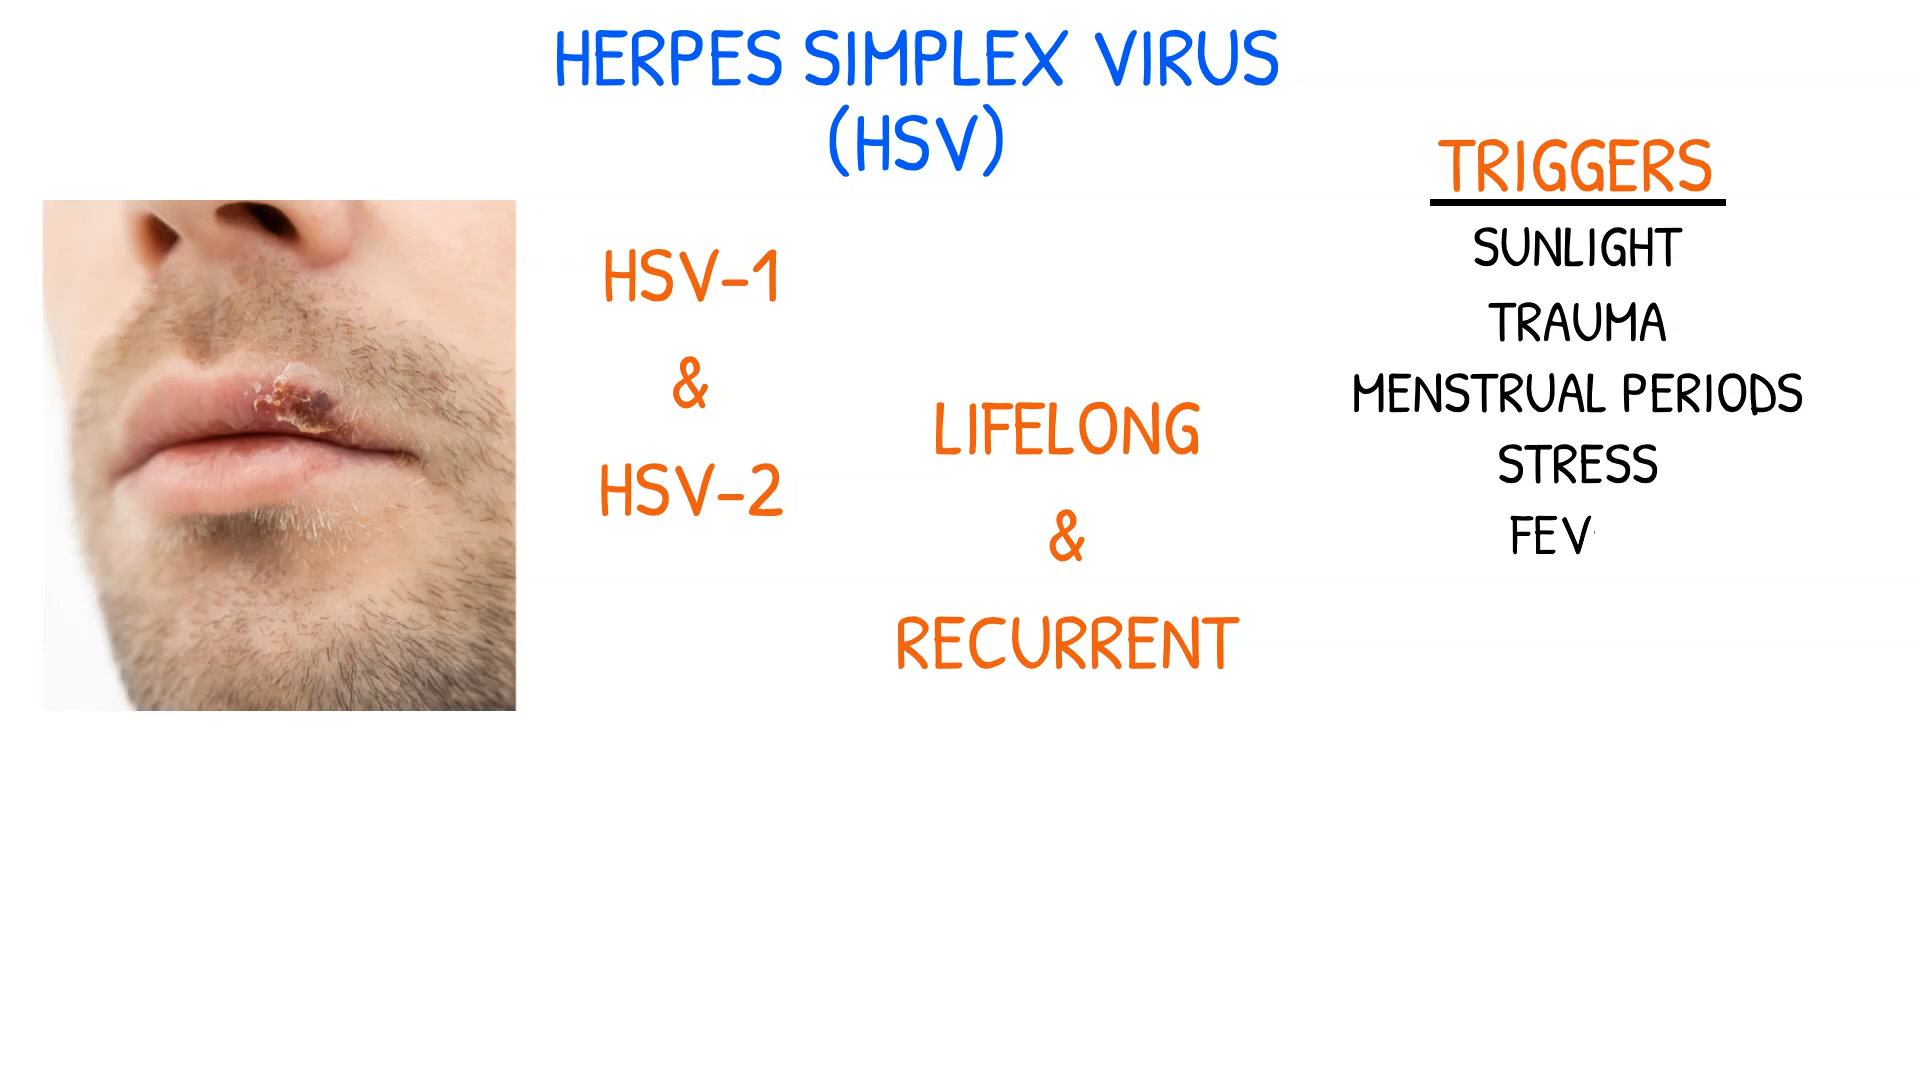 HERPES SIMPLEX VIRUS
(HSV)
HSV-1
&
HSV-2
LIFELONG
&
RECURRENT
TRIGGERS
SUNLIGHT
TRAUMA
MENSTRUAL PERIODS
STRESS
FEV